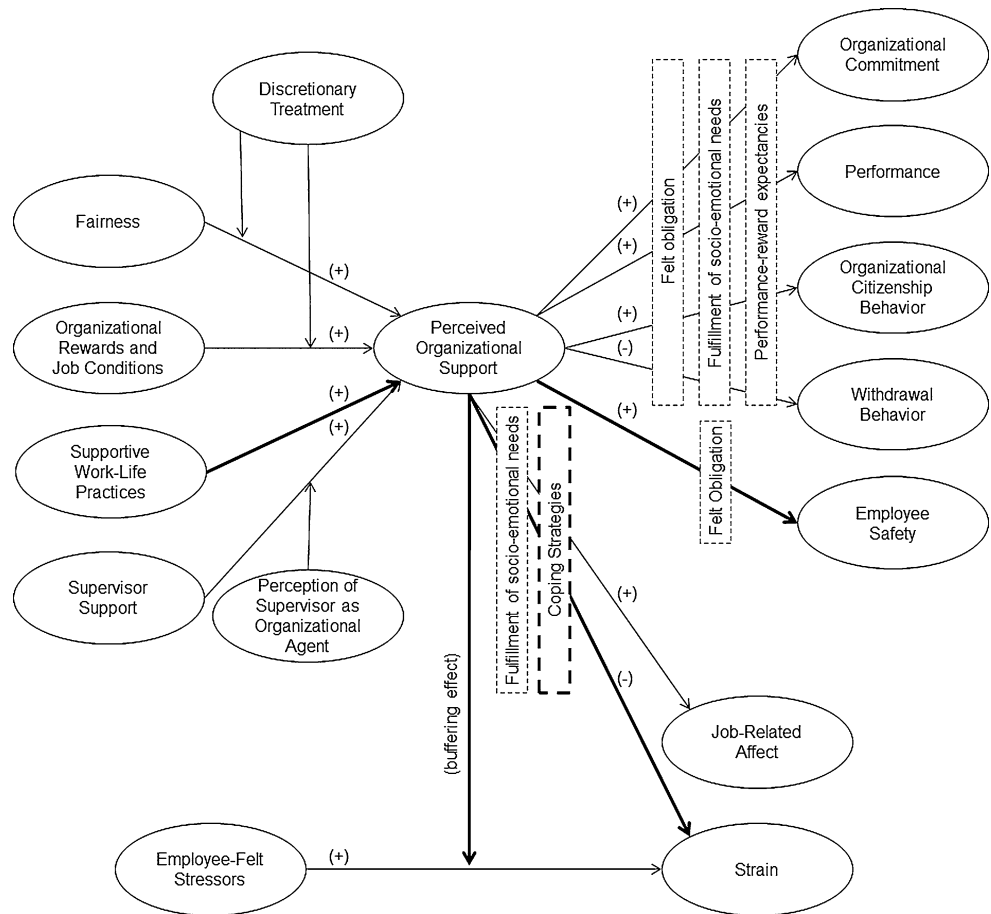 Organizational
Commitment
Discretionary
Treatment
Felt obligation
Fulfillment of socio-emotional needs
Performance-reward expectancies
Performance
Fairness
(+)
(+)
(+)
Organizational
Citizenship
Behavior
Organizational
Rewards and
Job Conditions
(+)
Perceived
Organizational
Support
(+)
(-)
(+)
(+)
Withdrawal
Behavior
(+)
Supportive
Work-Life
Practices
Fulfillment of socio-emotional needs
Coping Strategies
Felt Obligation
Employee
Safety
Supervisor
Support
Perception of
Supervisor as
Organizational
Agent
(+)
(-)
(buffering effect)
Job-Related
Affect
Employee-Felt
Stressors
(+)
Strain